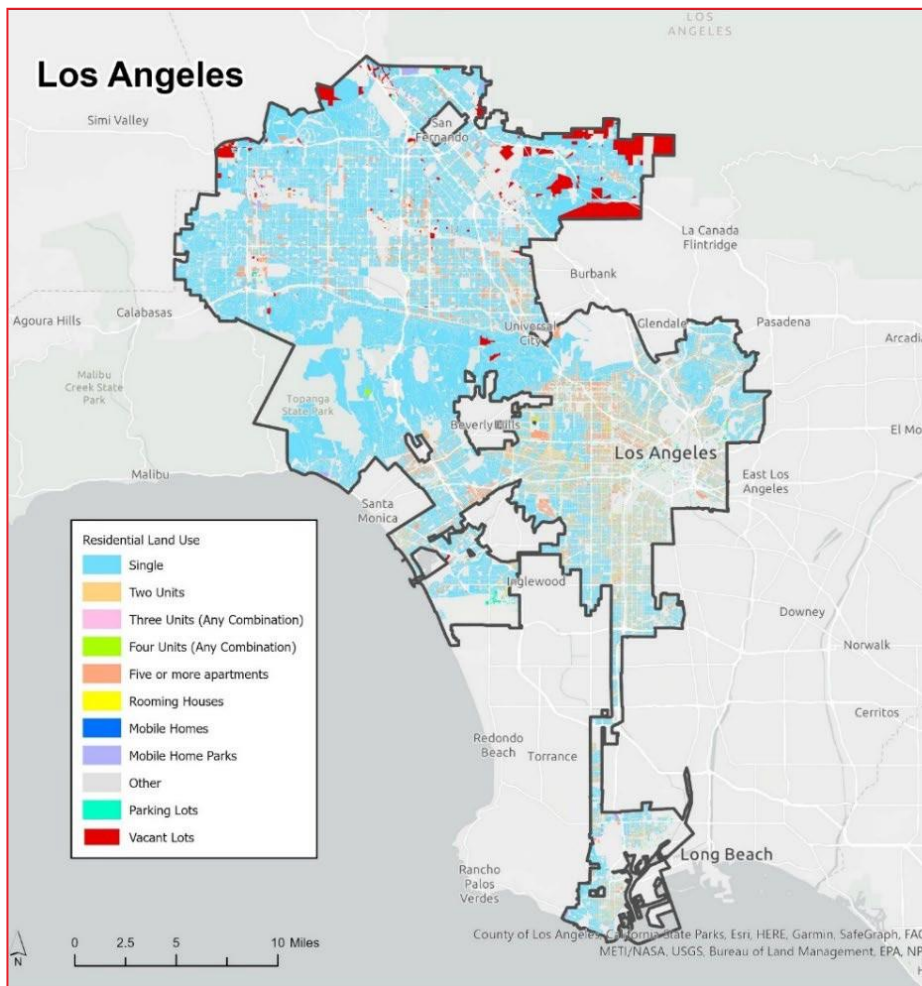 LOS
ANGELES
Los Angeles
Simi Valley
San
Fernando
La Canada
Flintridge
Burbank
Agoura Hills
Calabasas
Universal
City
Glendale
Pasadena
Arcadia
Malibu
Creek State
Park
Topanga
State Park
Beverly Hills
El Mo
Los Angeles
East Los
Angeles
Malibu
Santa
Monica
Inglewood
Downey
Norwalk
Residential Land Use
Single
Two Units
Three Units (Any Combination)
Four Units (Any Combination)
Five or more apartments
Rooming Houses
Mobile Homes
Mobile Home Parks
Other
Parking Lots
Vacant Lots
Cerritos
Redondo
Beach
Torrance
Long Beach
Rancho
Palos
Verdes
0 2.5 5 10 Miles
N
County of Los Angeles, California State Parks, Esri, HERE, Garmin, SafeGraph, FAO
METI/NASA, USGS, Bureau of Land Management, EPA, NP